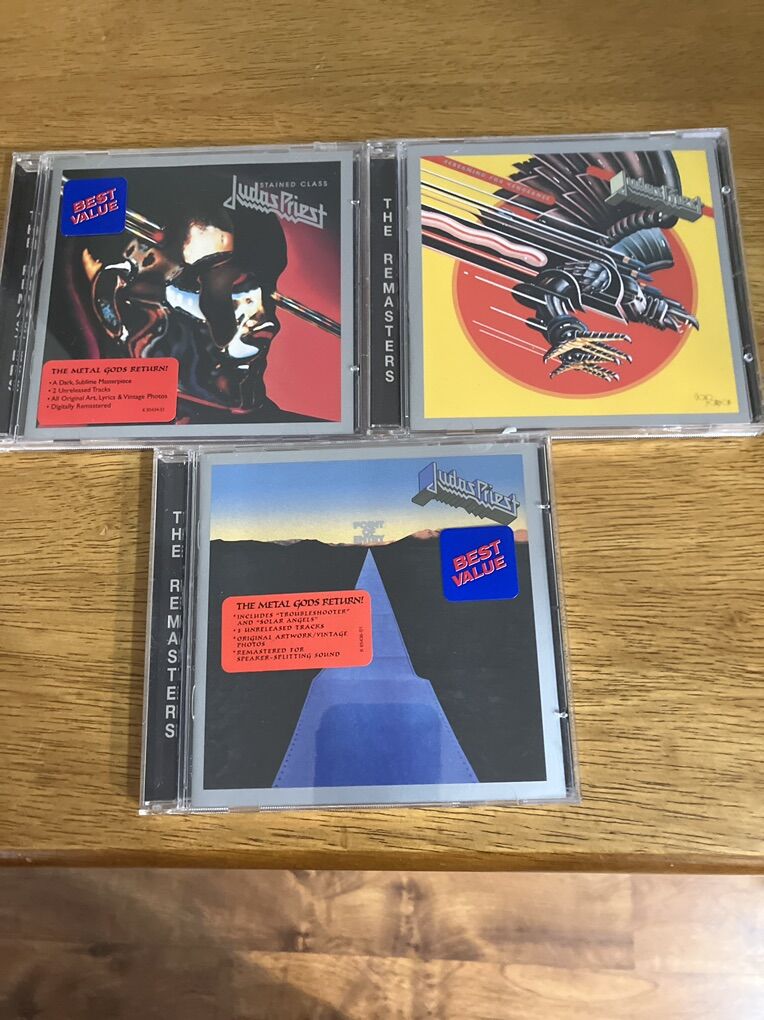 BEST
VALUE
STAINED CLASS
Judas Priest
THE METAL GODS RETURN!
• A Dark, Sublime Masterpiece
• 2 Unreleased Tracks
• All Original Art, Lyrics & Vintage Photos
• Digitally Remastered
THE REMASTERS
SCREAMING FOR VENGEANCE
Judas Priest
THE REMASTERS
Judas Priest
POINT
OF
ENTRY
BEST
VALUE
THE METAL GODS RETURN!
*INCLUDES "TROUBLESHOOTER"
AND "SOLAR ANGELS"
*2 UNRELEASED TRACKS
*ORIGINAL ARTWORK/VINTAGE
PHOTOS
*REMASTERED FOR
SPEAKER-SPLITTING SOUND